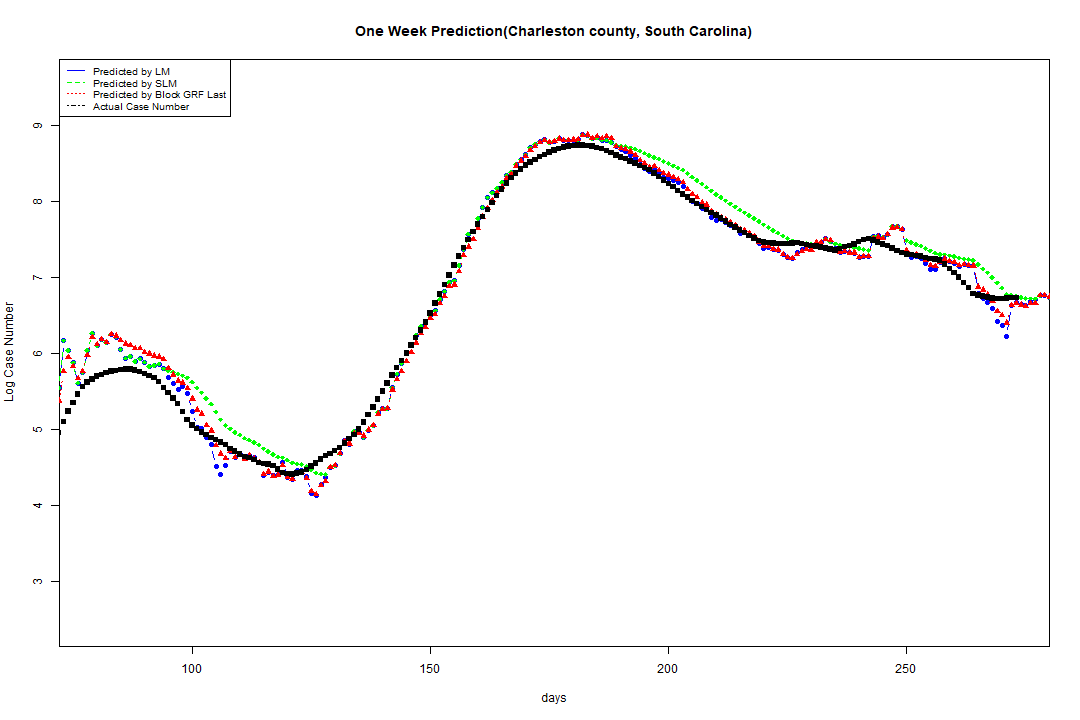 One Week Prediction(Charleston county, South Carolina)
Predicted by LM
Predicted by SLM
Predicted by Block GRF Last
Actual Case Number
9
8
7
6
5
4
3
Log Case Number
100
150
200
250
days